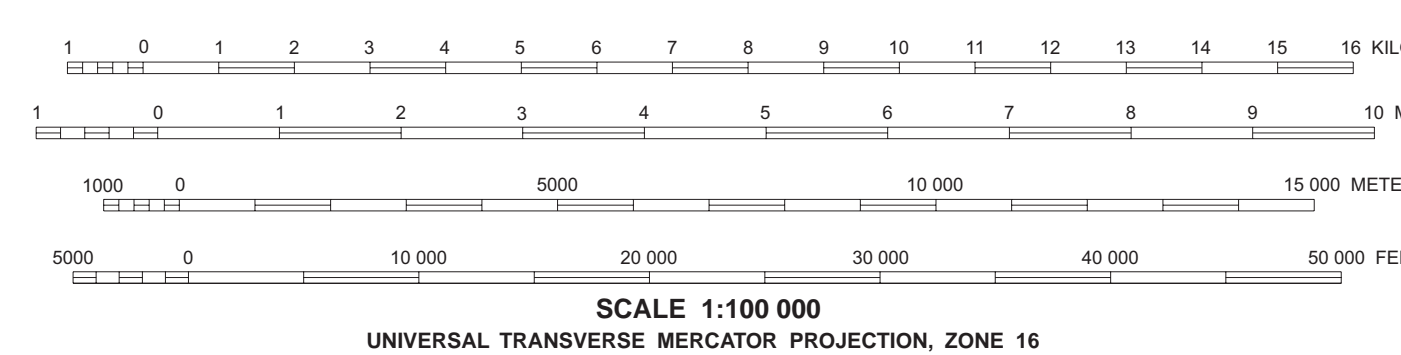 1 0 1 2 3 4 5 6 7 8 9 10 11 12 13 14 15 16 KILO
1 0 1 2 3 4 5 6 7 8 9 10 M
1000 0 5000 10 000 15 000 METE
5000 0 10 000 20 000 30 000 40 000 50 000 FEE
SCALE 1:100 000
UNIVERSAL TRANSVERSE MERCATOR PROJECTION, ZONE 16